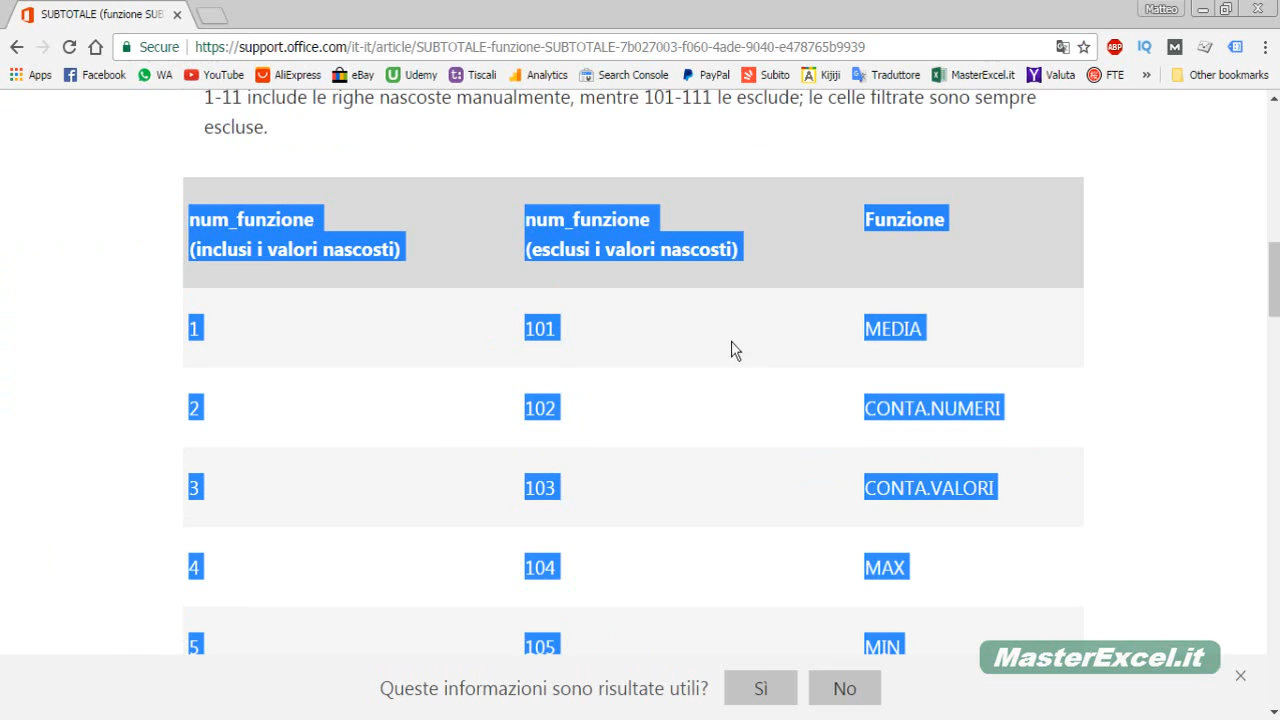 SUBTOTALE (funzione SUB
Matteo
Secure
https://support.office.com/it-it/article/SUBTOTALE-funzione-SUBTOTALE-7b027003-f060-4ade-9040-e478765b9939
ABP
IQ
M
Apps Facebook WA YouTube AliExpress eBay Udemy Tiscali Analytics Search Console Paypal Subito Kijiji Traduttore MasterExcel.it Valuta FTE » Other bookmarks
1-11 include le righe nascoste manualmente, mentre 101-111 le esclude; le celle filtrate sono sempre
escluse.
num_funzione num_funzione Funzione
(inclusi i valori nascosti) (esclusi i valori nascosti)
1 101 MEDIA
2 102 CONTA.NUMERI
3 103 CONTA.VALORI
4 104 MAX
5 105 MIN
MasterExcel.it
Queste informazioni sono risultate utili? Sì No